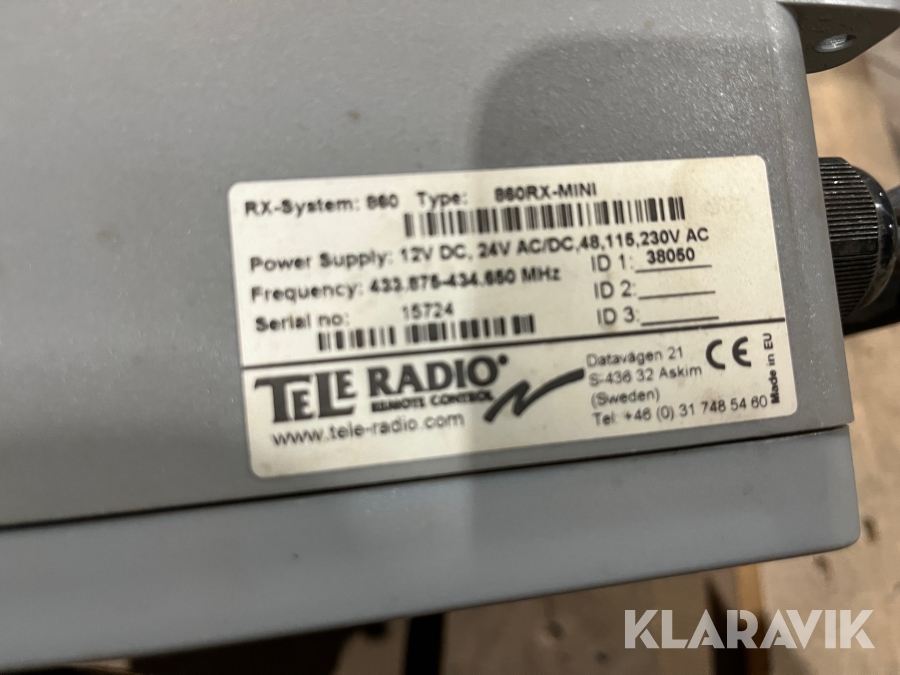 RX-System: 860 Type: 860RX-MINI
Power Supply: 12V DC, 24V AC/DC,48,115,230V AC
Frequency: 433.675-434.650 MHz
ID 1: 38050
ID 2:
Serial no: 15724
ID 3:
TELE RADIO
REMOTE CONTROL
www.tele-radio.com
Datavägen 21
S-436 32 Askim
(Sweden)
Tel: +46 (0) 31 748 54 60
CE
Made in EU
KLARAVIK